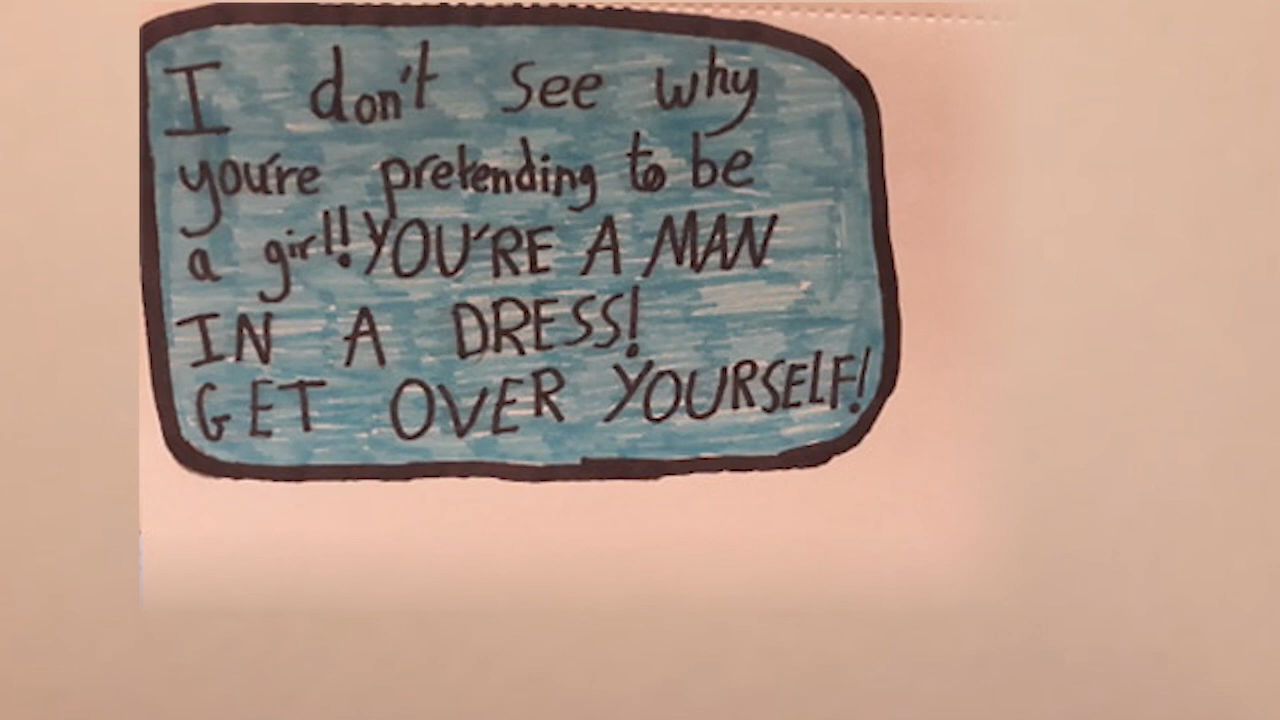 I don't see why
you're pretending to be
a girl!! YOU'RE A MAN
IN A DRESS!
GET OVER YOURSELF!